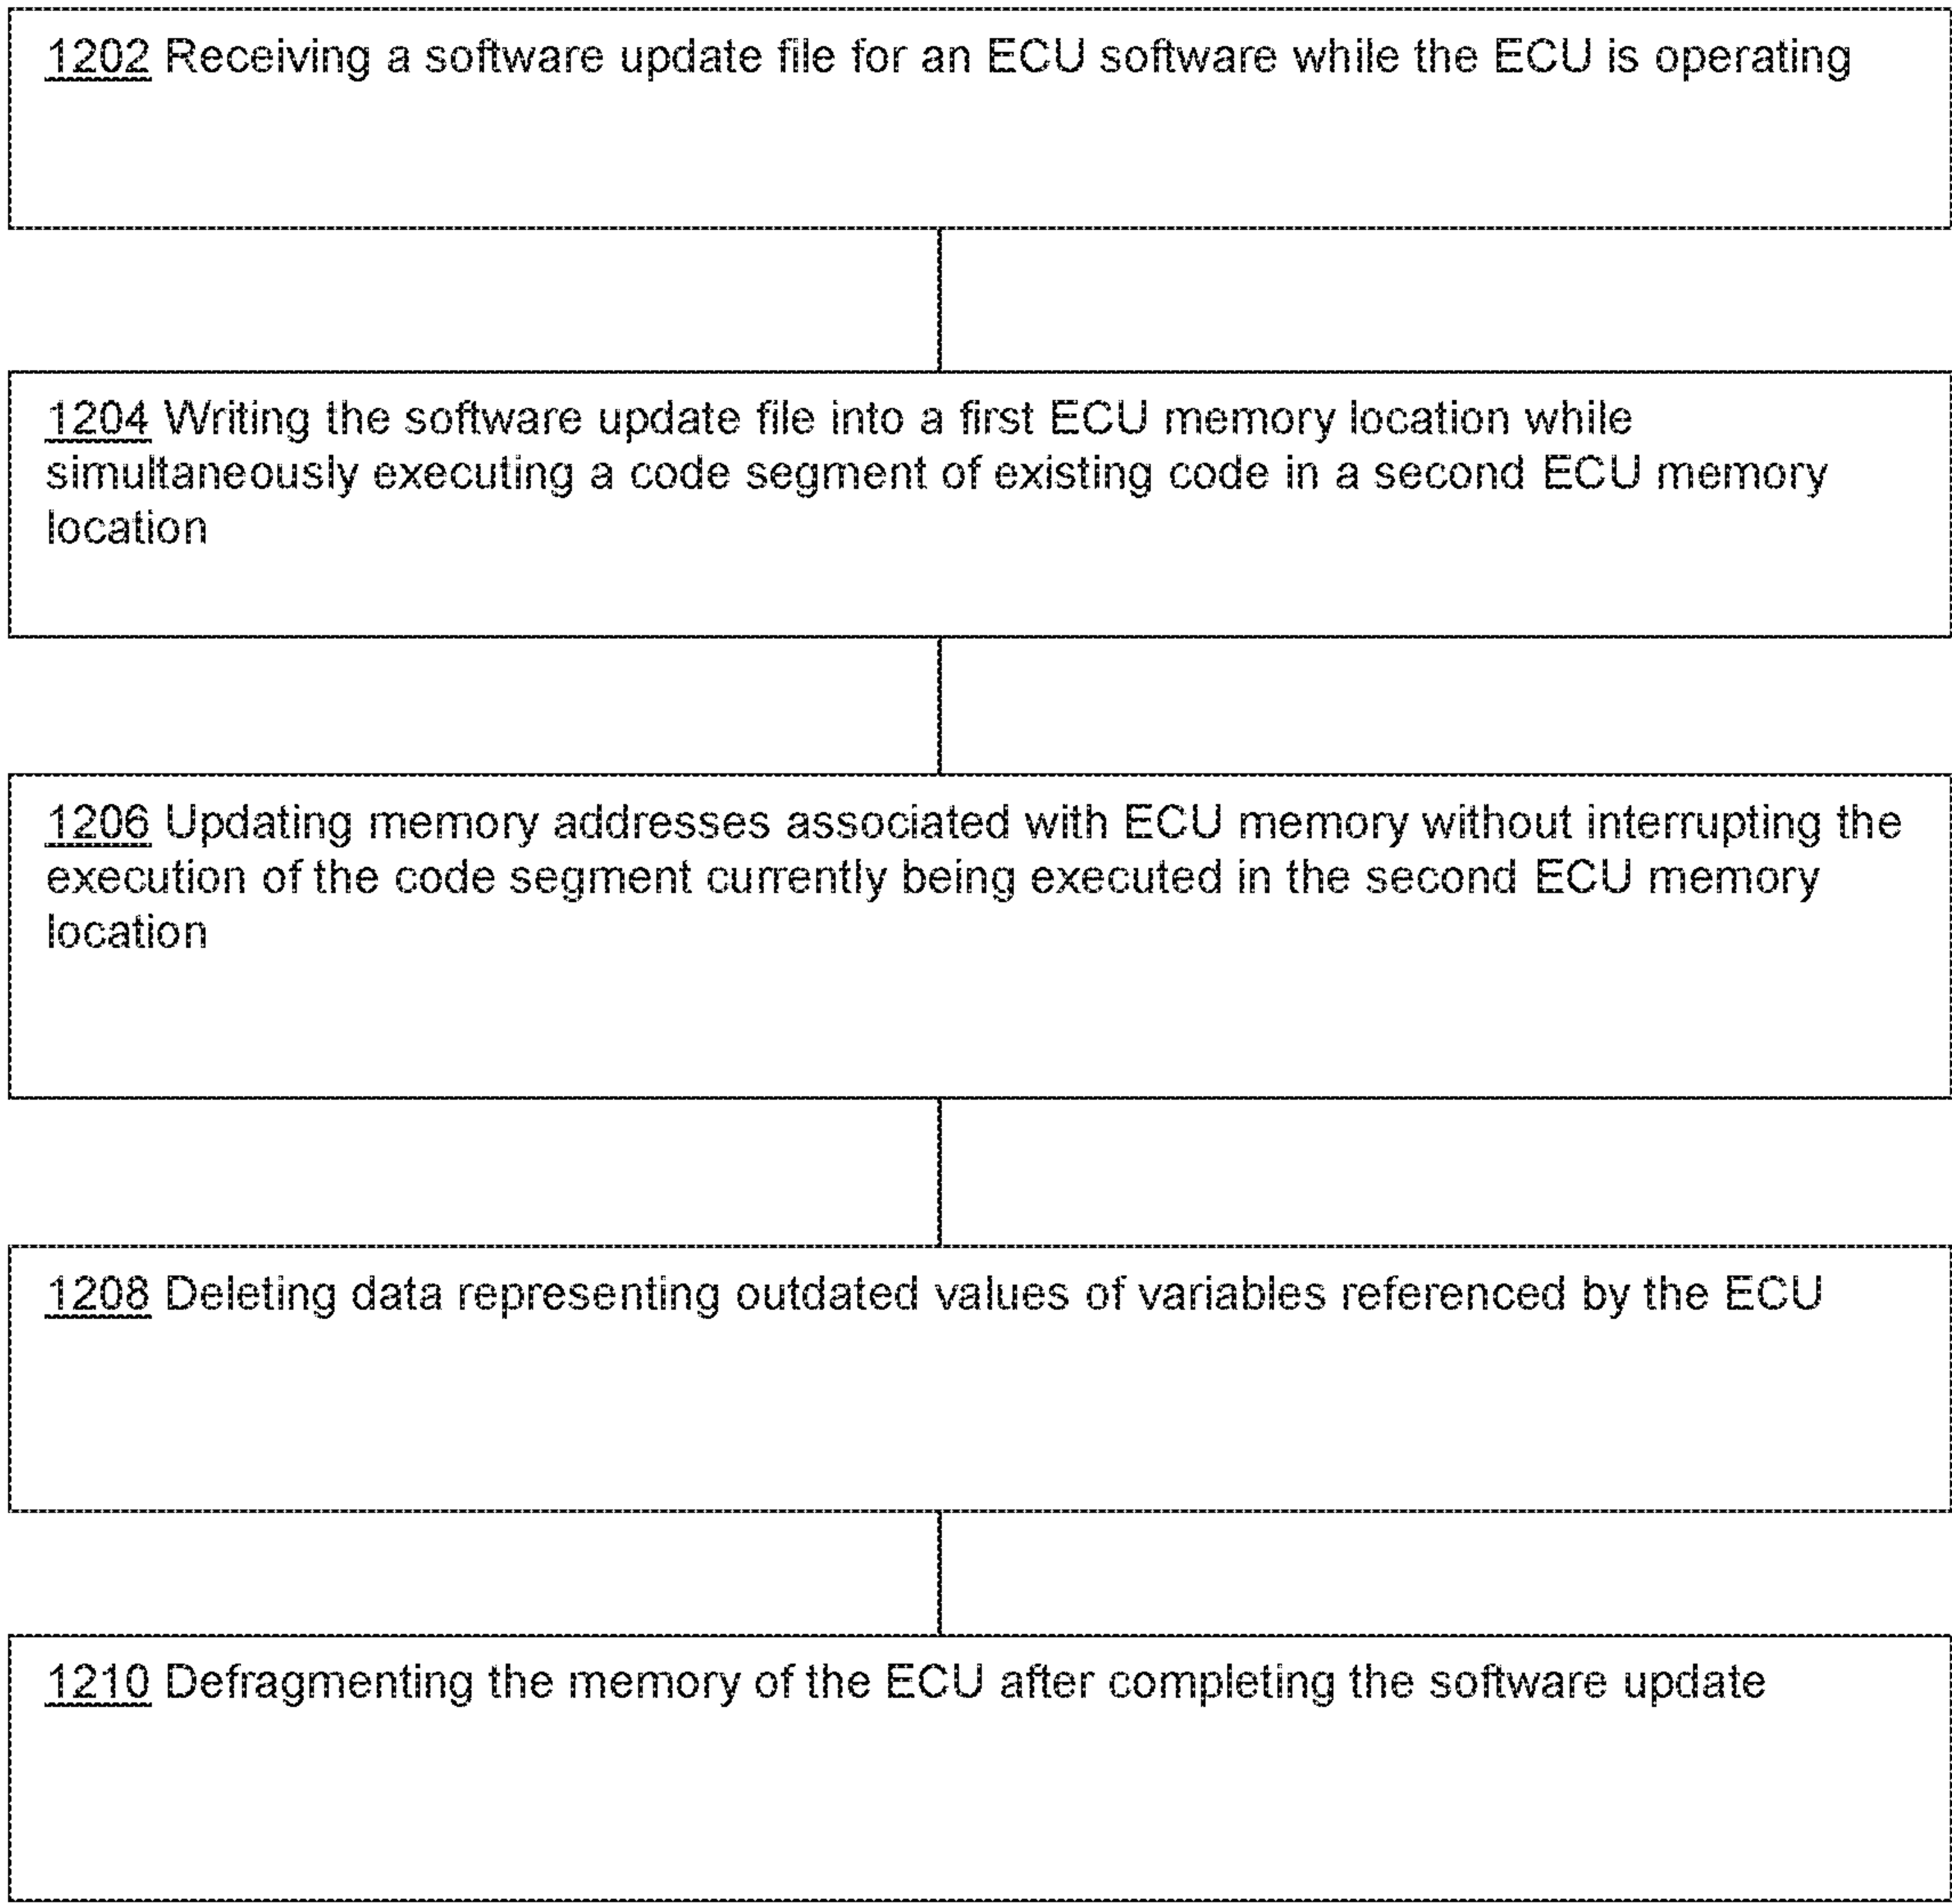 1202 Receiving a software update file for an ECU software while the ECU is operating
1204 Writing the software update file into a first ECU memory location while
simultaneously executing a code segment of existing code in a second ECU memory
location
1206 Updating memory addresses associated with ECU memory without interrupting the
execution of the code segment currently being executed in the second ECU memory
location
1208 Deleting data representing outdated values of variables referenced by the ECU
1210 Defragmenting the memory of the ECU after completing the software update